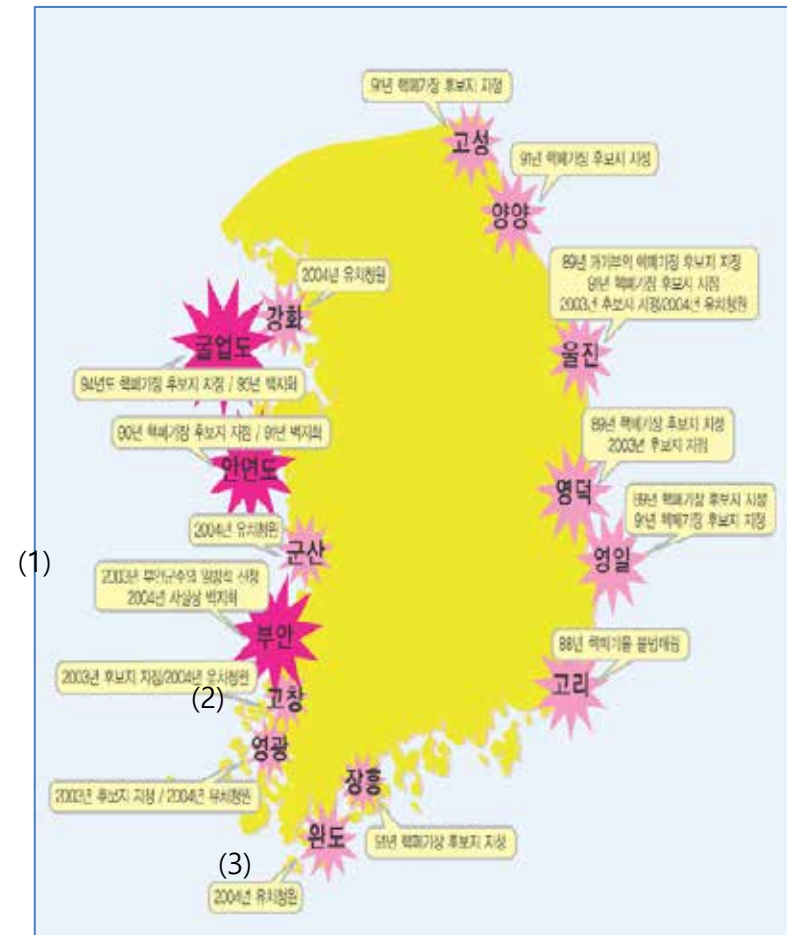 91년 핵폐기장 후보지 지정
고성
91년 핵폐기장 후보지 지정
양양
89년 과기부의 핵폐기장 후보지 지정
91년 핵폐기장 후보지 지정
2003년 후보지 지정/2004년 유치청원
울진
2004년 유치청원
강화
굴업도
94년도 핵폐기장 후보지 지정 / 95년 백지화
90년 핵폐기장 후보지 지정 / 91년 백지화
안면도
89년 핵폐기장 후보지 지정
2003년 후보지 지정
영덕
89년 핵폐기장 후보지 지정
91년 핵폐기장 후보지 지정
영일
2004년 유치청원
군산
(1)
2003년 부안군수의 일방적 신청
2004년 사실상 백지화
부안
88년 핵폐기물 불법매립
고리
2003년 후보지 지정/2004년 유치청원
(2)
고창
영광
2003년 후보지 지정 / 2004년 유치청원
장흥
91년 핵폐기장 후보지 지정
완도
(3)
2004년 유치청원